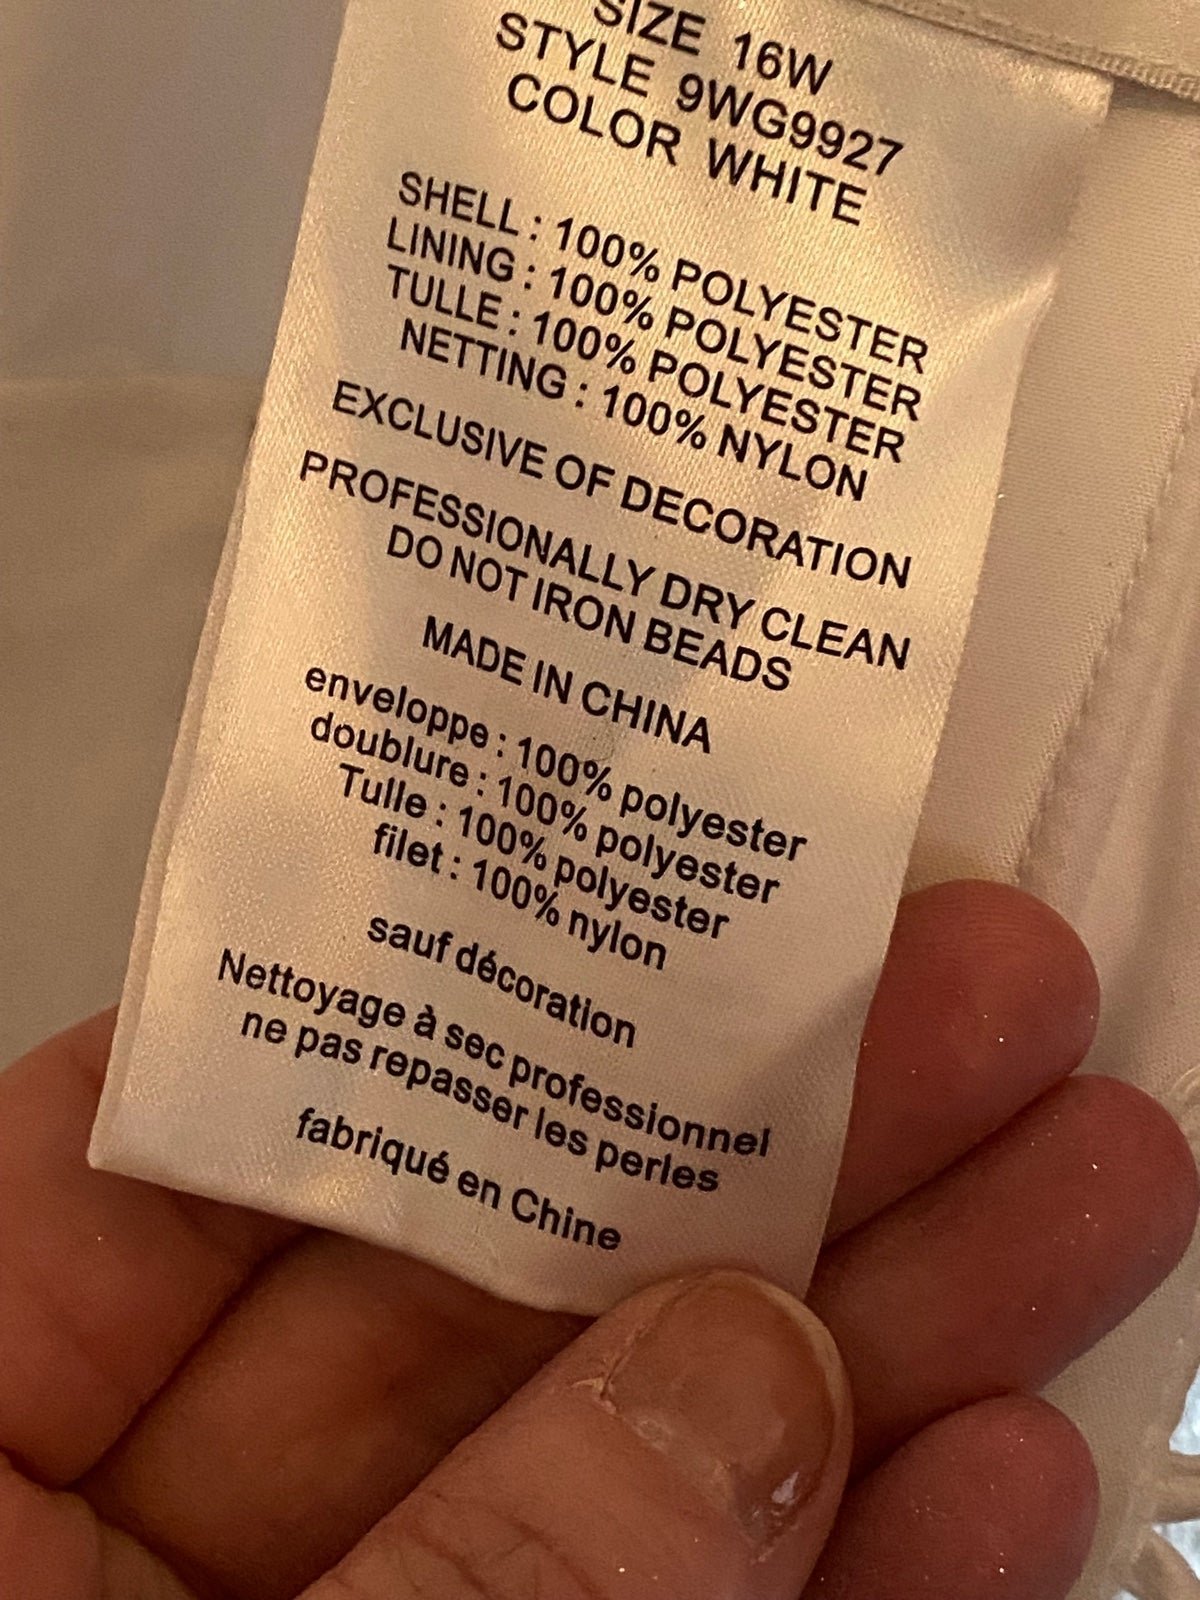 SIZE 16W
STYLE 9WG9927
COLOR WHITE
SHELL : 100% POLYESTER
LINING : 100% POLYESTER
TULLE : 100% POLYESTER
NETTING : 100% NYLON
EXCLUSIVE OF DECORATION
PROFESSIONALLY DRY CLEAN
DO NOT IRON BEADS
MADE IN CHINA
enveloppe : 100% polyester
doublure : 100% polyester
Tulle : 100% polyester
filet : 100% nylon
sauf décoration
Nettoyage à sec professionnel
ne pas repasser les perles
fabriqué en Chine